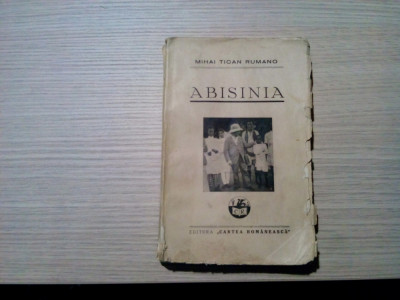 MIHAI TICAN RUMANO
ABISINIA
EDITURA „CARTEA ROMÂNEASCĂ"